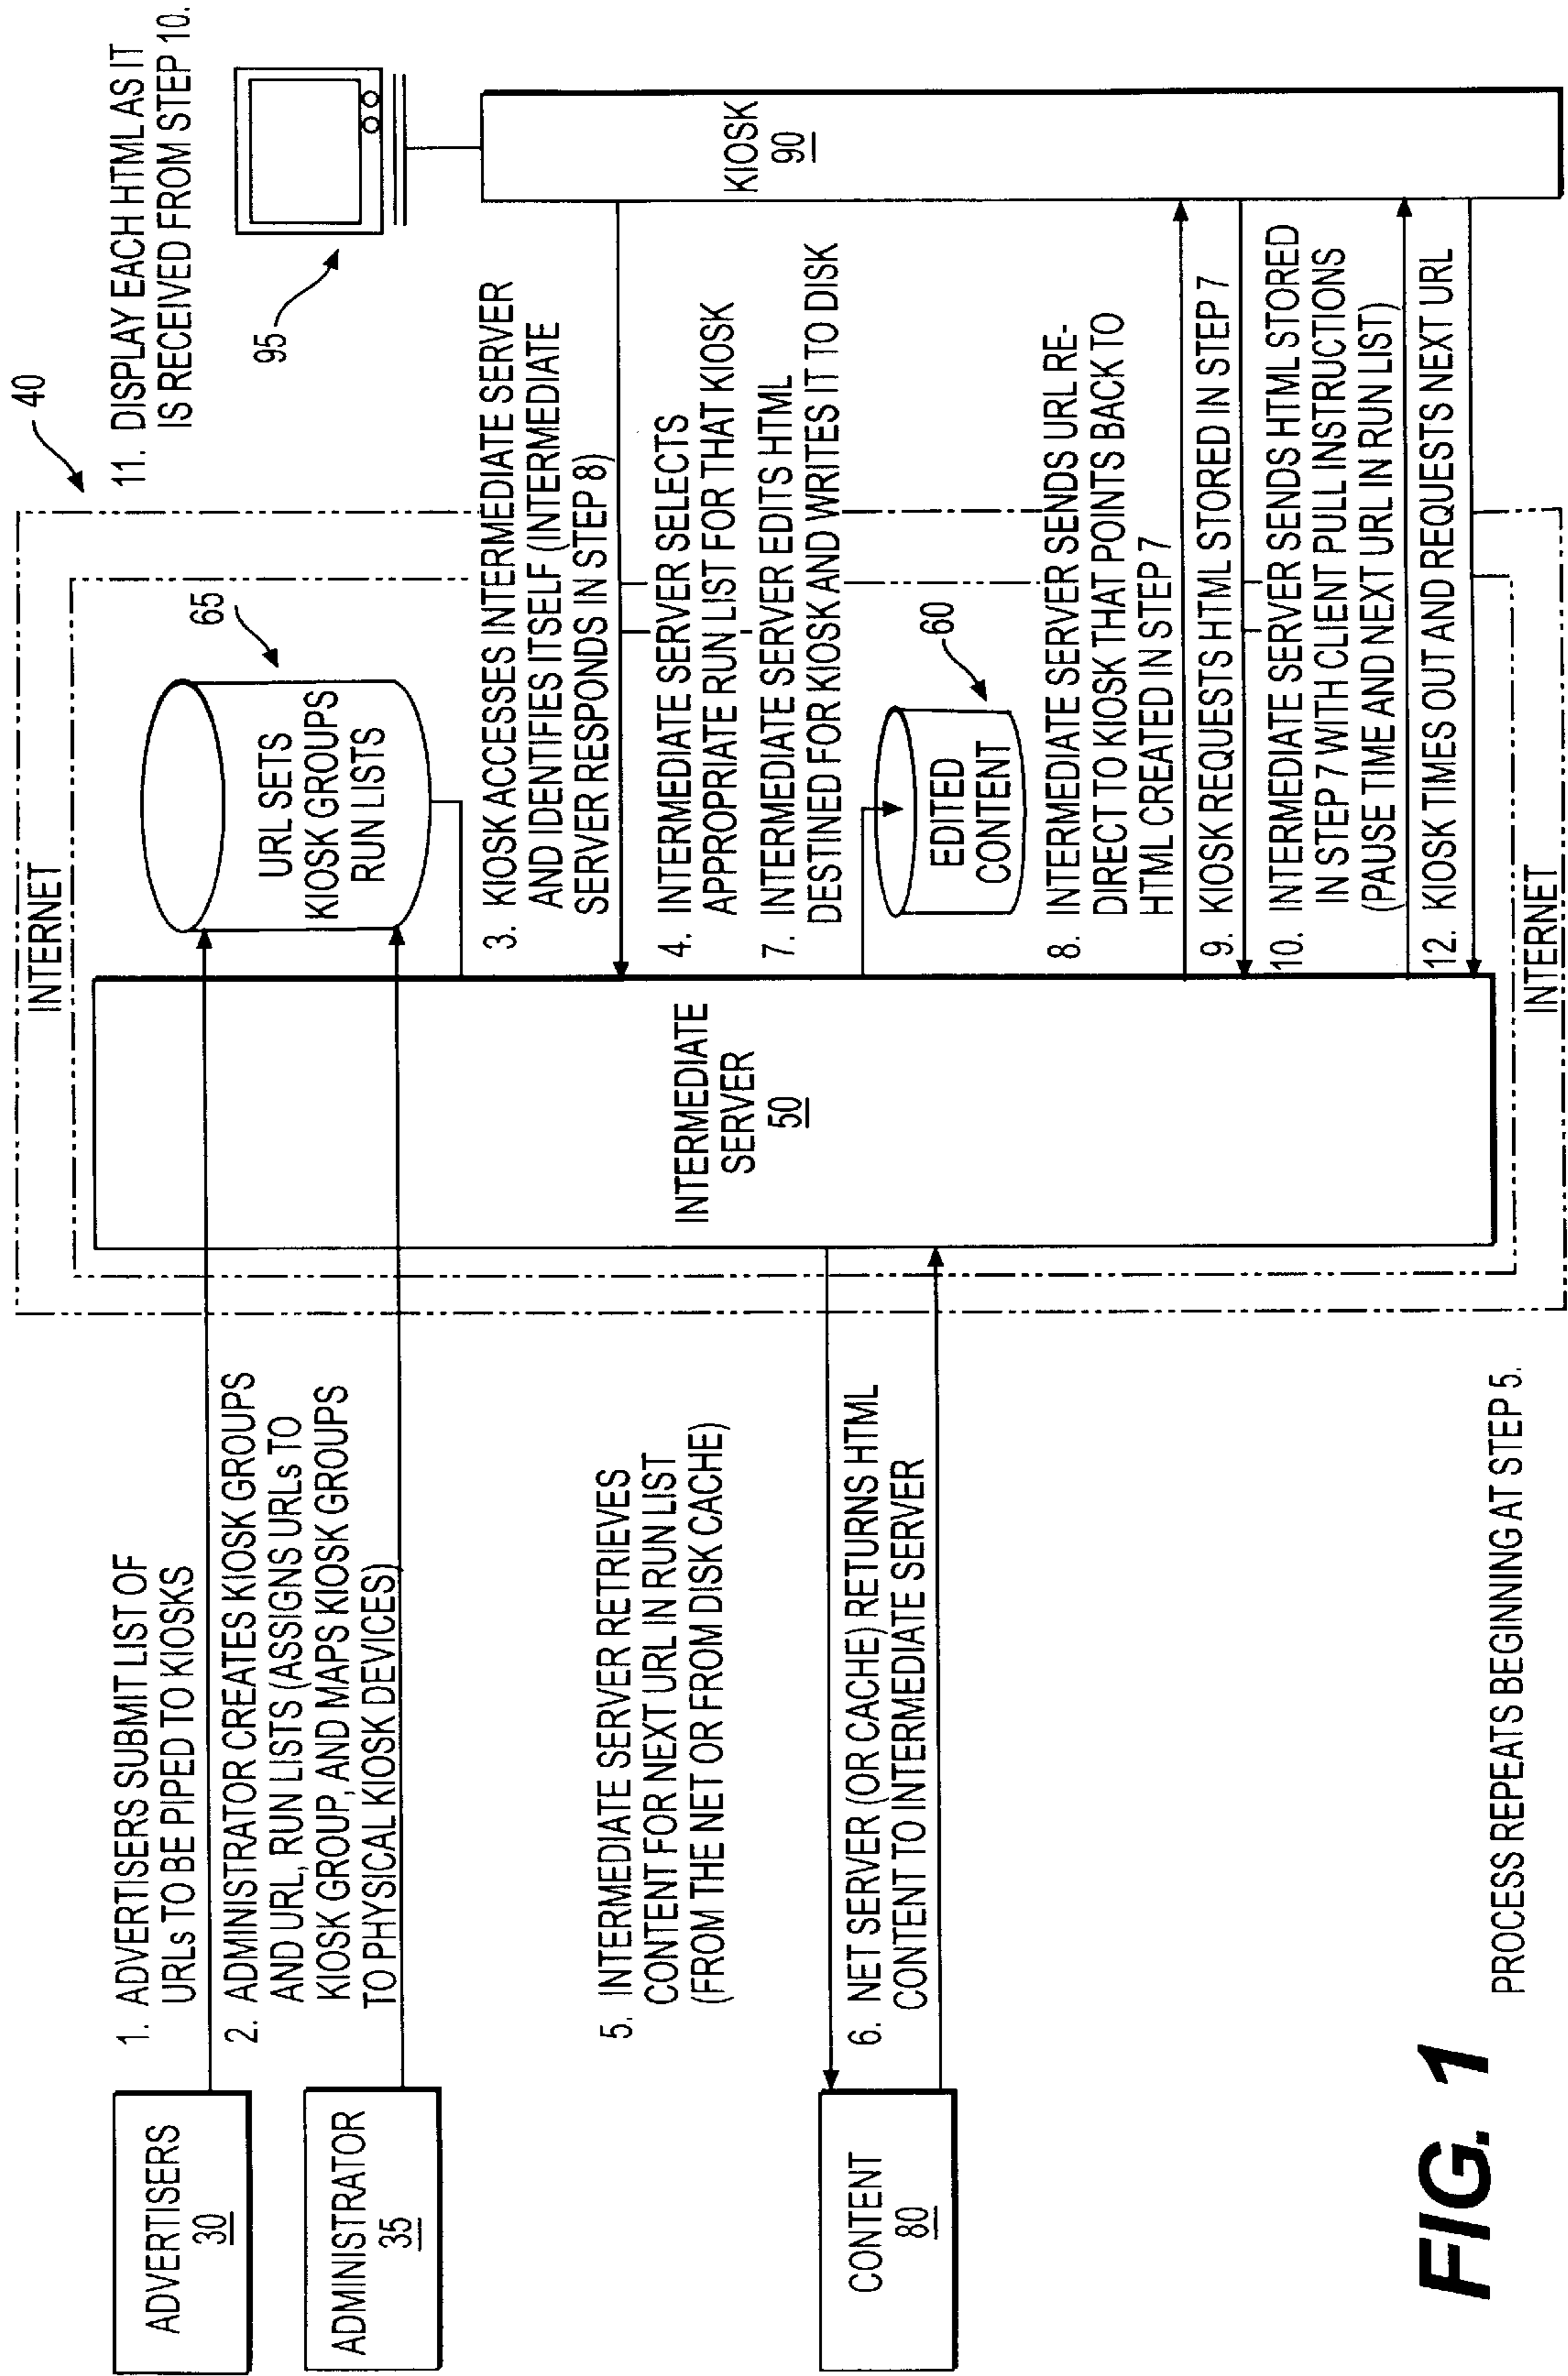 40
INTERNET
11. DISPLAY EACH HTML AS IT
IS RECEIVED FROM STEP 10.
95
ADVERTISERS
30
1. ADVERTISERS SUBMIT LIST OF
URLs TO BE PIPED TO KIOSKS
ADMINISTRATOR
35
2. ADMINISTRATOR CREATES KIOSK GROUPS
AND URL, RUN LISTS (ASSIGNS URLs TO
KIOSK GROUP, AND MAPS KIOSK GROUPS
TO PHYSICAL KIOSK DEVICES)
65
URL SETS
KIOSK GROUPS
RUN LISTS
3. KIOSK ACCESSES INTERMEDIATE SERVER
AND IDENTIFIES ITSELF (INTERMEDIATE
SERVER RESPONDS IN STEP 8)
4. INTERMEDIATE SERVER SELECTS
APPROPRIATE RUN LIST FOR THAT KIOSK
5. INTERMEDIATE SERVER RETRIEVES
CONTENT FOR NEXT URL IN RUN LIST
(FROM THE NET OR FROM DISK CACHE)
INTERMEDIATE
SERVER
50
KIOSK
90
7. INTERMEDIATE SERVER EDITS HTML
DESTINED FOR KIOSK AND WRITES IT TO DISK
CONTENT
80
6. NET SERVER (OR CACHE) RETURNS HTML
CONTENT TO INTERMEDIATE SERVER
60
EDITED
CONTENT
8. INTERMEDIATE SERVER SENDS URL RE-
DIRECT TO KIOSK THAT POINTS BACK TO
HTML CREATED IN STEP 7
9. KIOSK REQUESTS HTML STORED IN STEP 7
10. INTERMEDIATE SERVER SENDS HTML STORED
IN STEP 7 WITH CLIENT PULL INSTRUCTIONS
(PAUSE TIME AND NEXT URL IN RUN LIST)
12. KIOSK TIMES OUT AND REQUESTS NEXT URL
PROCESS REPEATS BEGINNING AT STEP 5.
INTERNET
FIG. 1